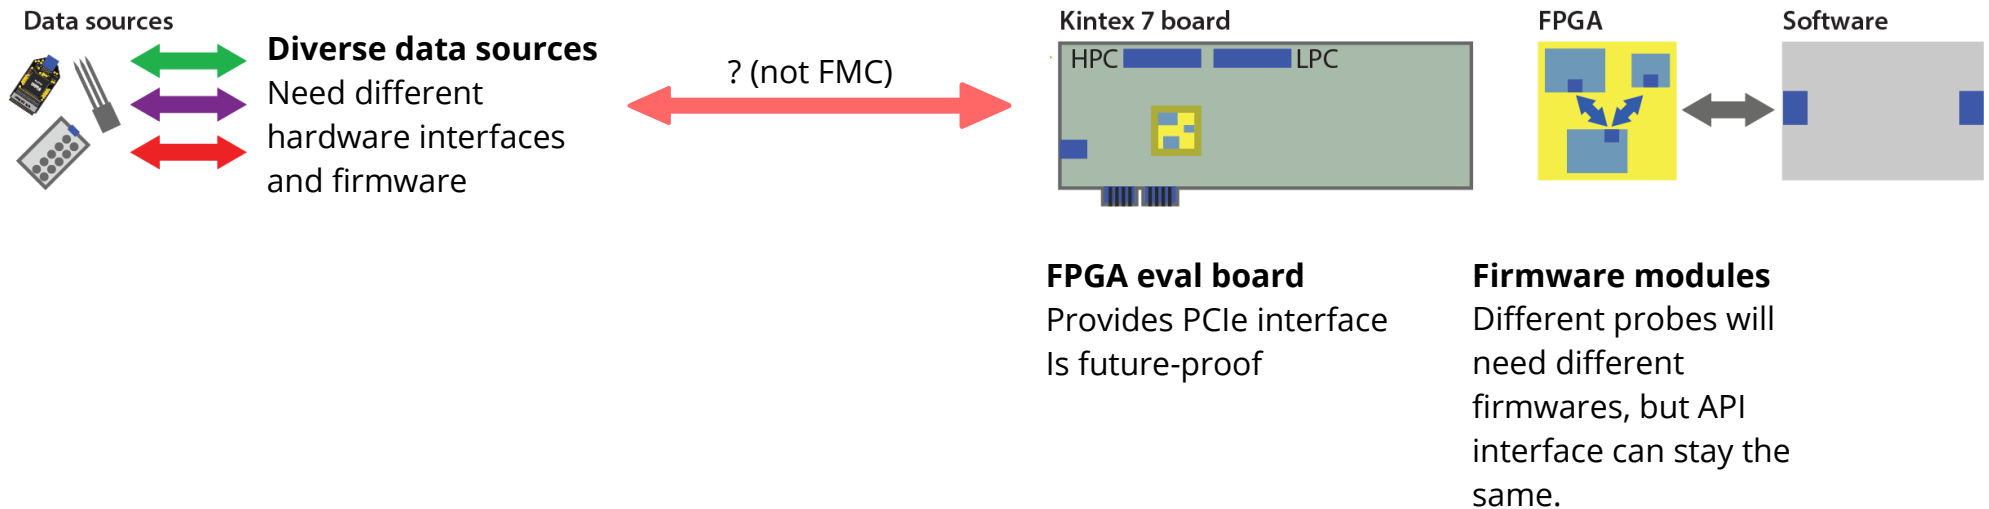 Data sources
Diverse data sources
Need different
hardware interfaces
and firmware
? (not FMC)
Kintex 7 board
HPC
LPC
FPGA
Software
FPGA eval board
Provides PCIe interface
Is future-proof
Firmware modules
Different probes will
need different
firmwares, but API
interface can stay the
same.